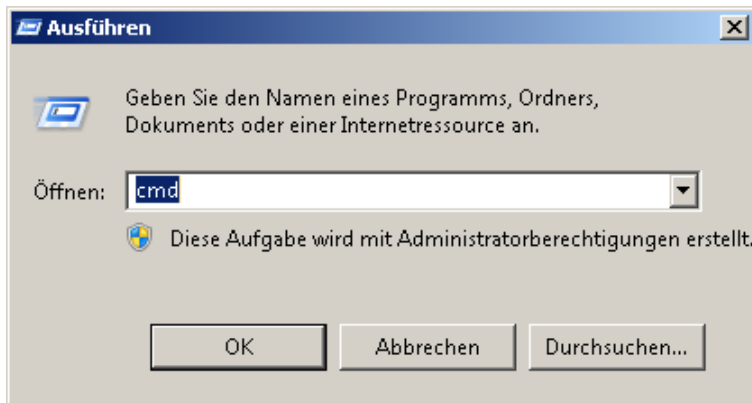 Ausführen
Geben Sie den Namen eines Programms, Ordners,
Dokuments oder einer Internetressource an.
Öffnen: cmd
Diese Aufgabe wird mit Administratorberechtigungen erstellt.
OK Abbrechen Durchsuchen...